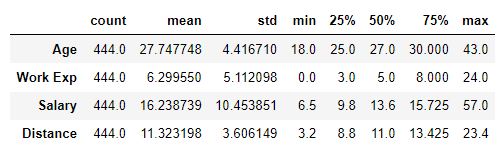 count mean std min 25% 50% 75% max
Age 444.0 27.747748 4.416710 18.0 25.0 27.0 30.000 43.0
Work Exp 444.0 6.299550 5.112098 0.0 3.0 5.0 8.000 24.0
Salary 444.0 16.238739 10.453851 6.5 9.8 13.6 15.725 57.0
Distance 444.0 11.323198 3.606149 3.2 8.8 11.0 13.425 23.4